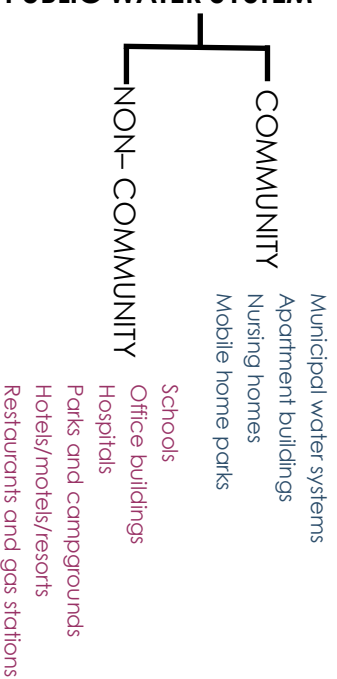 PUBLIC WATER SYSTEM
COMMUNITY
Municipal water systems
Apartment buildings
Nursing homes
Mobile home parks
NON– COMMUNITY
Schools
Office buildings
Hospitals
Parks and campgrounds
Hotels/motels/resorts
Restaurants and gas stations